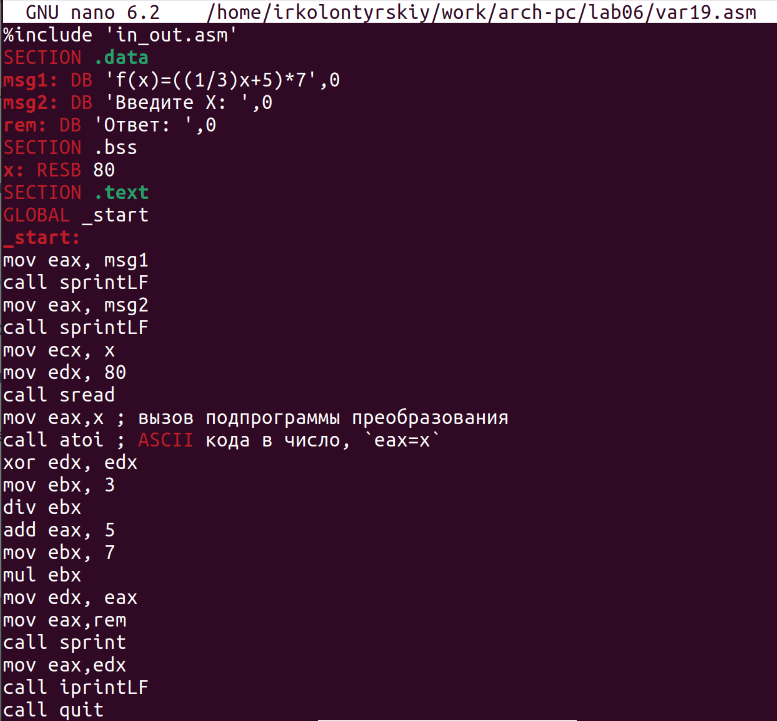 GNU nano 6.2 /home/irkolontyrskiy/work/arch-pc/lab06/var19.asm
%include 'in_out.asm'
SECTION .data
msg1: DB 'f(x)=((1/3)x+5)*7',0
msg2: DB 'Введите X: ',0
rem: DB 'Ответ: ',0
SECTION .bss
x: RESB 80
SECTION .text
GLOBAL _start
_start:
mov eax, msg1
call sprintLF
mov eax, msg2
call sprintLF
mov ecx, x
mov edx, 80
call sread
mov eax,x ; вызов подпрограммы преобразования
call atoi ; ASCII кода в число, `eax=x`
xor edx, edx
mov ebx, 3
div ebx
add eax, 5
mov ebx, 7
mul ebx
mov edx, eax
mov eax,rem
call sprint
mov eax,edx
call iprintLF
call quit